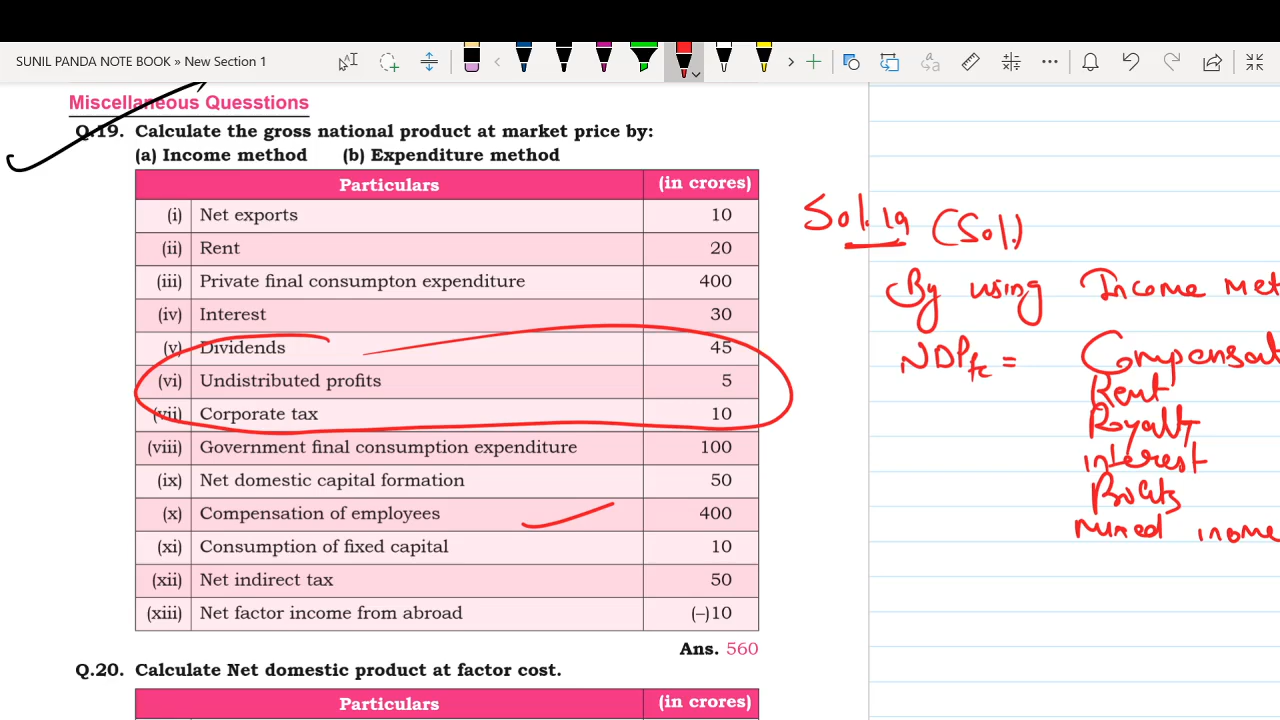 SUNIL PANDA NOTE BOOK » New Section 1
Miscellaneous Quesstions
Q.19. Calculate the gross national product at market price by:
(a) Income method (b) Expenditure method
Particulars (in crores)
(i) Net exports 10
(ii) Rent 20
(iii) Private final consumpton expenditure 400
(iv) Interest 30
(v) Dividends 45
(vi) Undistributed profits 5
(vii) Corporate tax 10
(viii) Government final consumption expenditure 100
(ix) Net domestic capital formation 50
(x) Compensation of employees 400
(xi) Consumption of fixed capital 10
(xii) Net indirect tax 50
(xiii) Net factor income from abroad (–)10
Ans. 560
Q.20. Calculate Net domestic product at factor cost.
Particulars (in crores)
Sol.19 (Sol.)
By using Income met
NDPfc = Compensat
Rent
Royalty
interest
Profits
mixed income